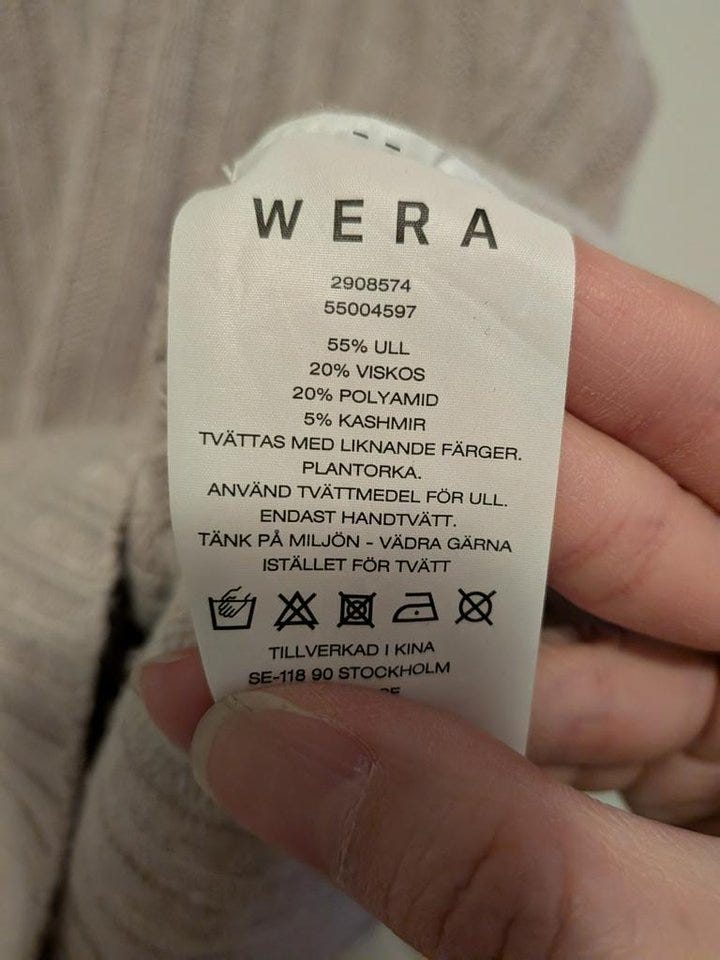 WERA
2908574
55004597
55% ULL
20% VISKOS
20% POLYAMID
5% KASHMIR
TVÄTTAS MED LIKNANDE FÄRGER.
PLANTORKA.
ANVÄND TVÄTTMEDEL FÖR ULL.
ENDAST HANDTVÄTT.
TÄNK PÅ MILJÖN - VÄDRA GÄRNA
ISTÄLLET FÖR TVÄTT
TILLVERKAD I KINA
SE-118 90 STOCKHOLM